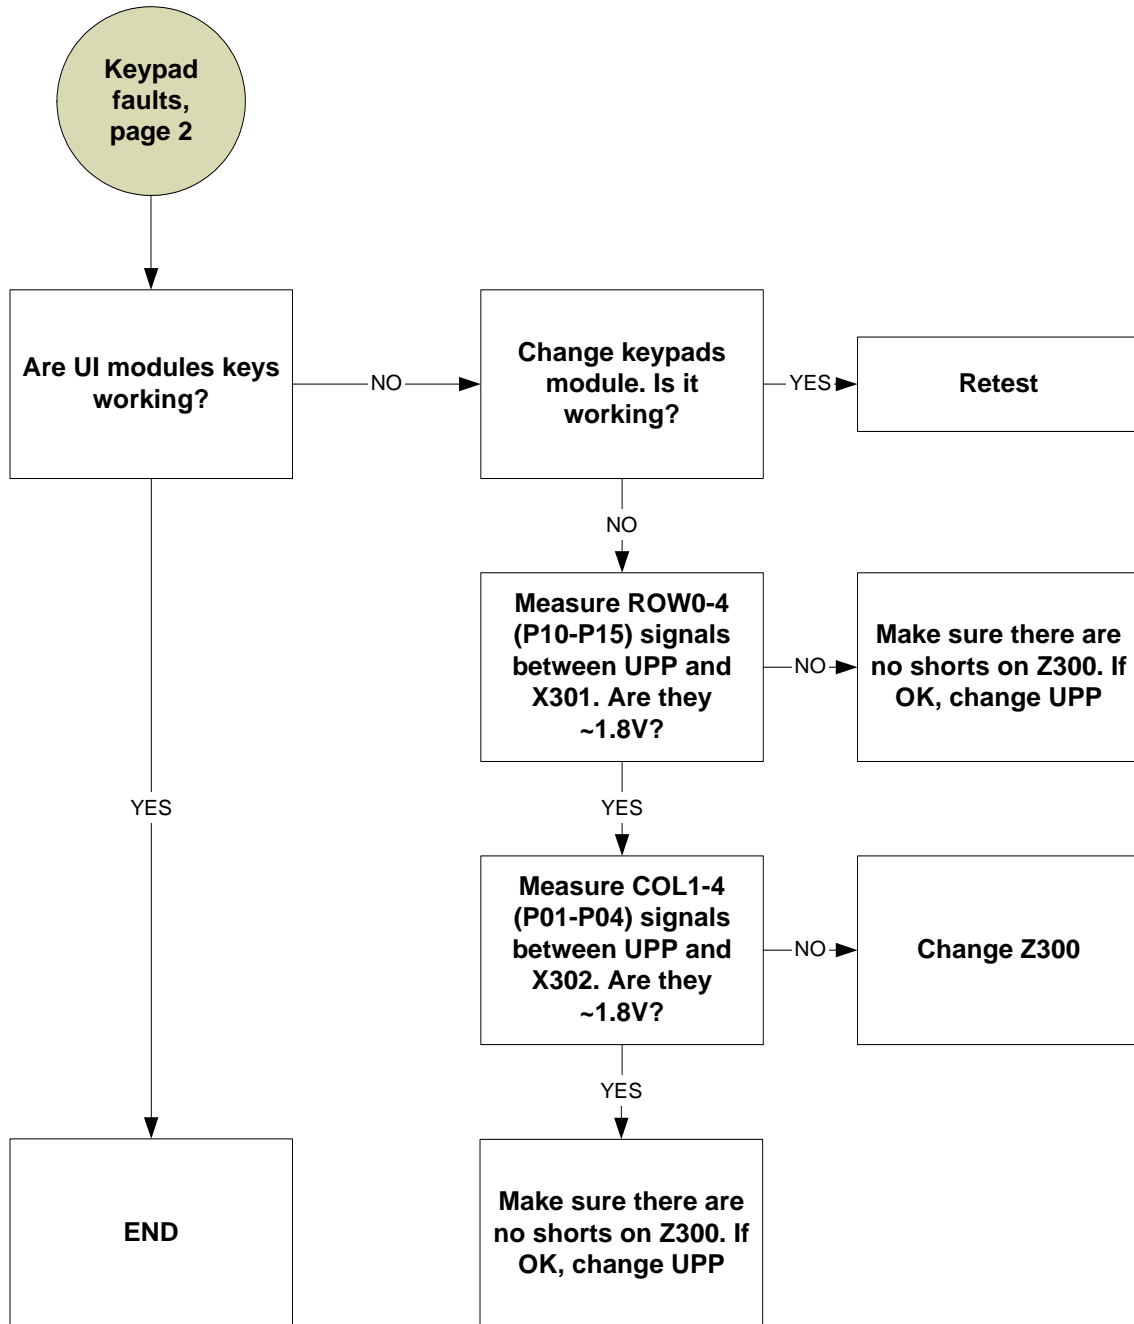 Keypad
faults,
page 2
Are UI modules keys
working?
NO
Change keypads
module. Is it
working?
YES
Retest
NO
Measure ROW0-4
(P10-P15) signals
between UPP and
X301. Are they
~1.8V?
NO
Make sure there are
no shorts on Z300. If
OK, change UPP
YES
YES
Measure COL1-4
(P01-P04) signals
between UPP and
X302. Are they
~1.8V?
NO
Change Z300
YES
END
Make sure there are
no shorts on Z300. If
OK, change UPP